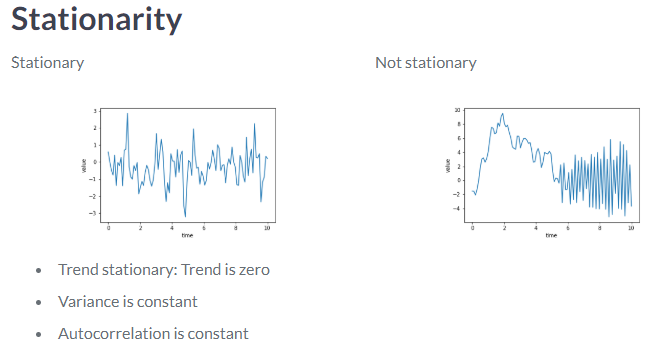 Stationarity
Stationary
Not stationary
3
2
1
0
−1
−2
−3
value
0 2 4 6 8 10
time
10
8
6
4
2
0
−2
−4
value
0 2 4 6 8 10
time
• Trend stationary: Trend is zero
• Variance is constant
• Autocorrelation is constant